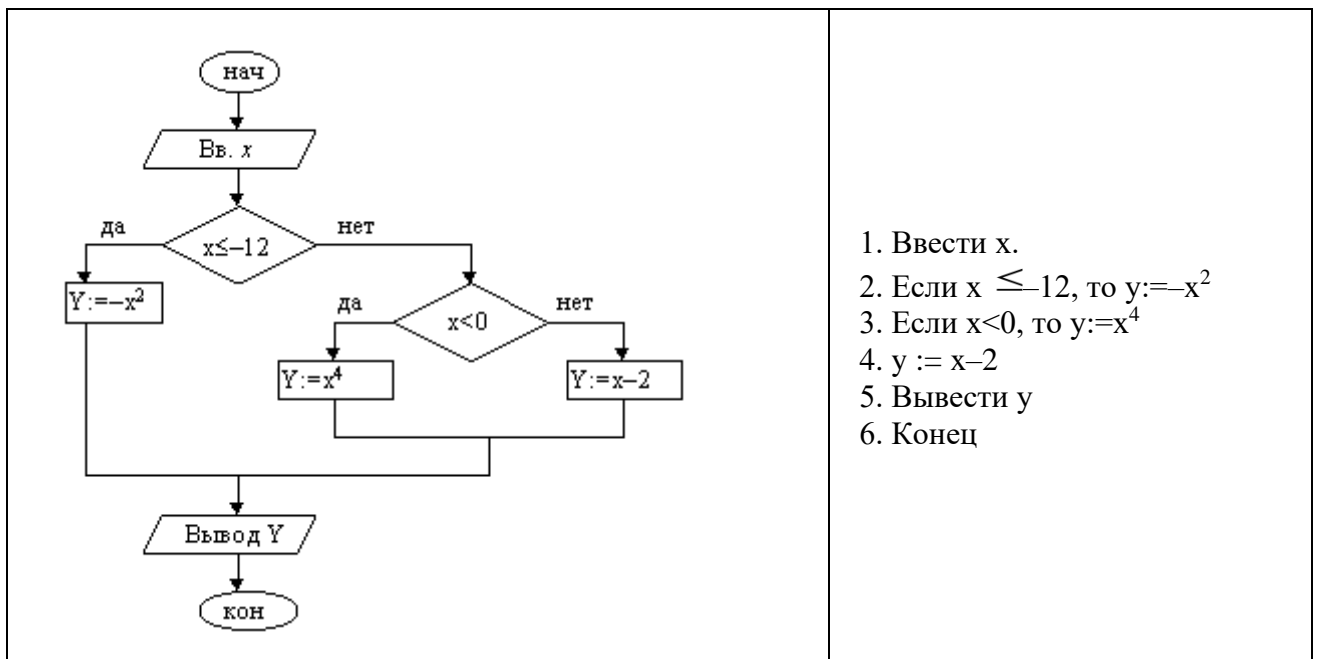 нач
Вв. x
да
x≤–12
нет
Y:=–x²
да
x<0
нет
Y:=x⁴
Y:=x–2
Вывод Y
кон
1. Ввести x.
2. Если x ≤–12, то y:=–x²
3. Если x<0, то y:=x⁴
4. y := x–2
5. Вывести y
6. Конец